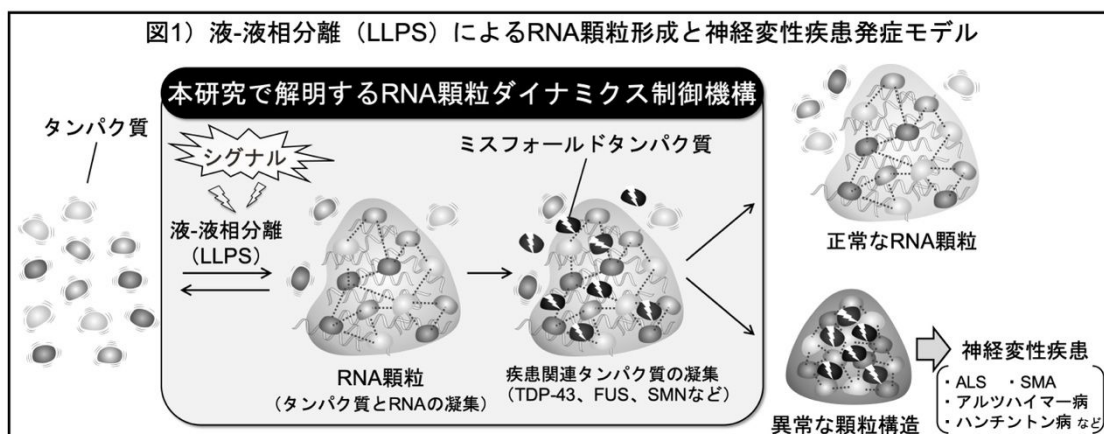 図1）液-液相分離（LLPS）によるRNA顆粒形成と神経変性疾患発症モデル
本研究で解明するRNA顆粒ダイナミクス制御機構
タンパク質
シグナル
液-液相分離
（LLPS）
RNA顆粒
（タンパク質とRNAの凝集）
ミスフォールドタンパク質
疾患関連タンパク質の凝集
（TDP-43、FUS、SMNなど）
正常なRNA顆粒
異常な顆粒構造
神経変性疾患
・ALS ・SMA
・アルツハイマー病
・ハンチントン病 など